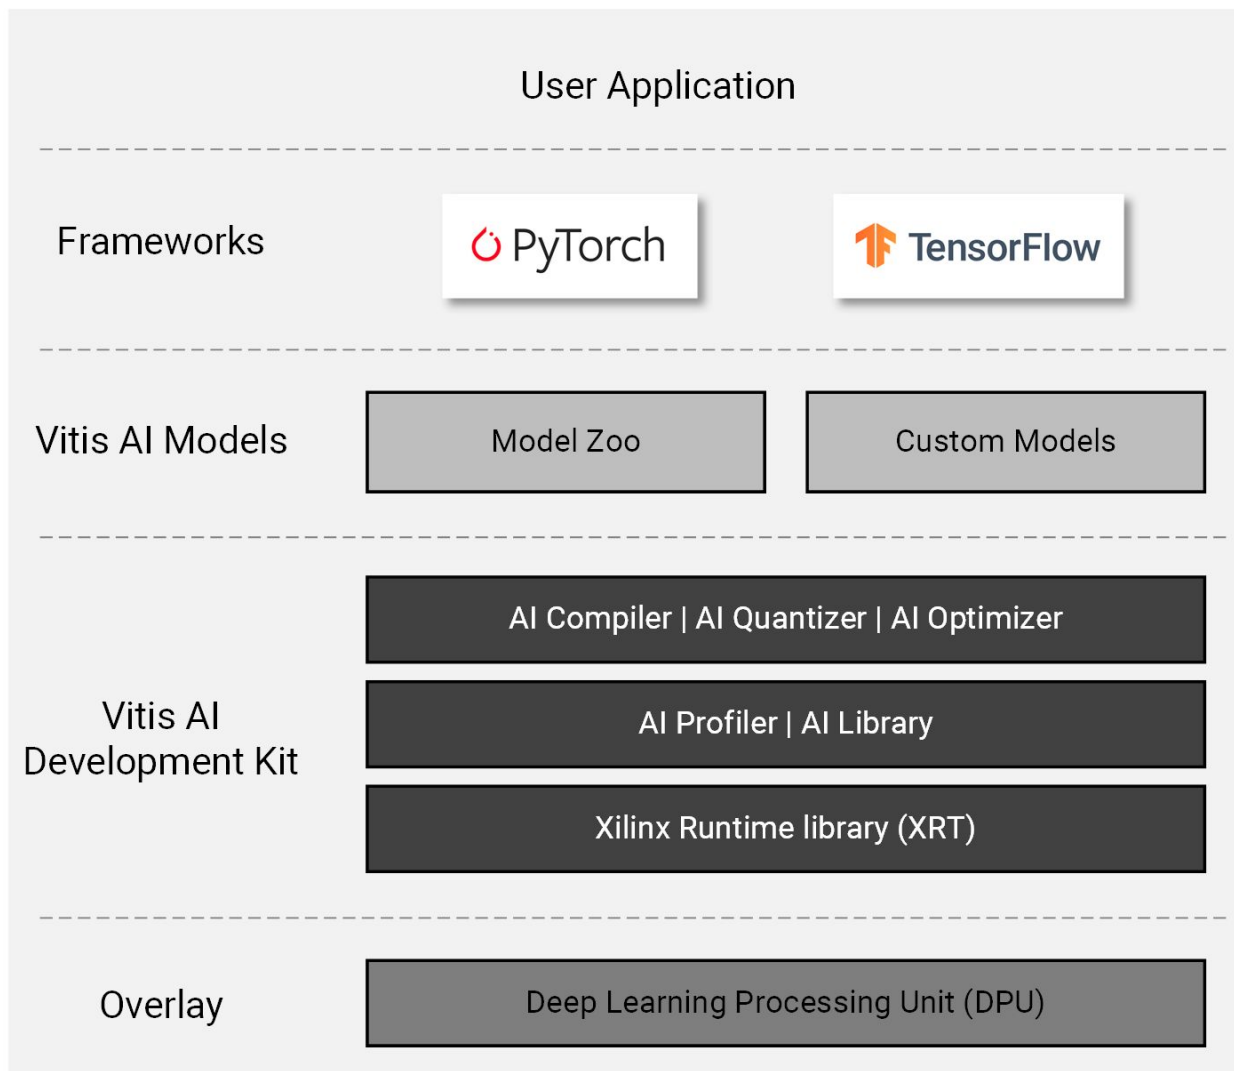 User Application
Frameworks
PyTorch
TensorFlow
Vitis AI Models
Model Zoo
Custom Models
Vitis AI
Development Kit
AI Compiler | AI Quantizer | AI Optimizer
AI Profiler | AI Library
Xilinx Runtime library (XRT)
Overlay
Deep Learning Processing Unit (DPU)